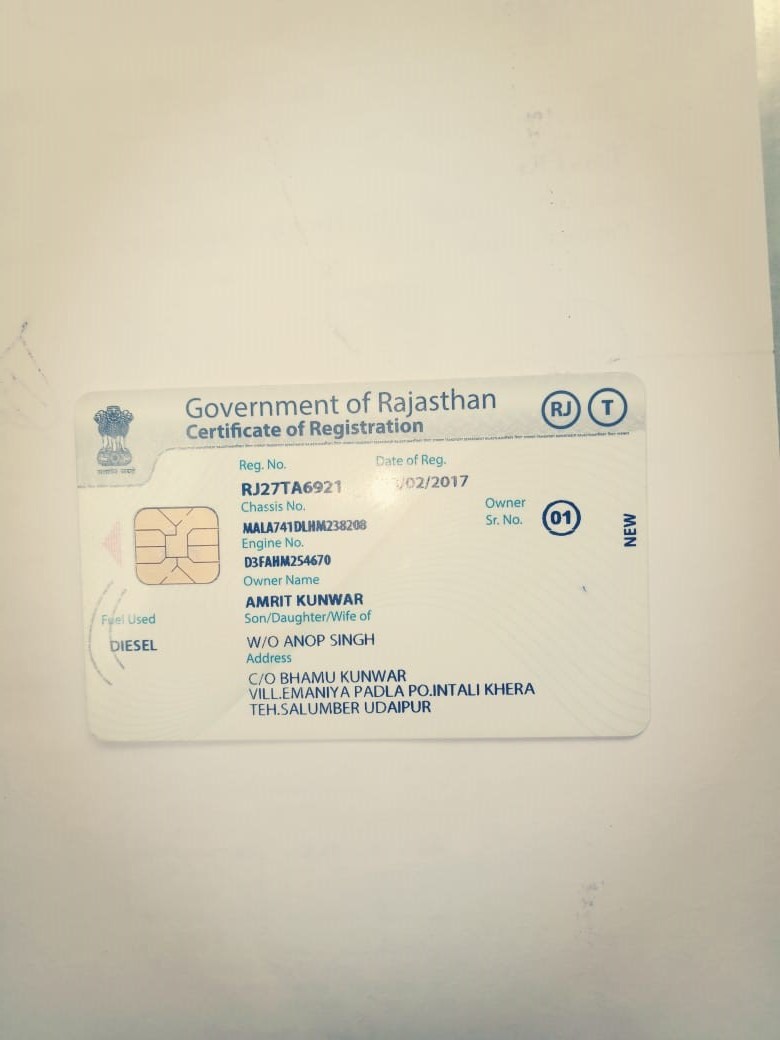 Government of Rajasthan
Certificate of Registration
RJ T
Reg. No. Date of Reg.
RJ27TA6921 /02/2017
Chassis No. Owner
Sr. No. 01
MALA741DLHM238208
Engine No.
D3FAHM254670
Owner Name
AMRIT KUNWAR
Son/Daughter/Wife of
W/O ANOP SINGH
Address
C/O BHAMU KUNWAR
VILL.EMANIYA PADLA PO.INTALI KHERA
TEH.SALUMBER UDAIPUR
Fuel Used
DIESEL
NEW